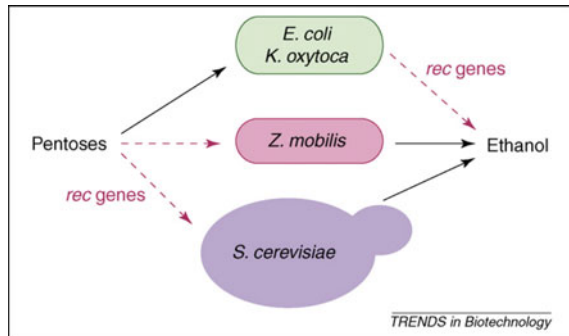 E. coli
K. oxytoca
rec genes
Pentoses
Z. mobilis
Ethanol
rec genes
S. cerevisiae
TRENDS in Biotechnology